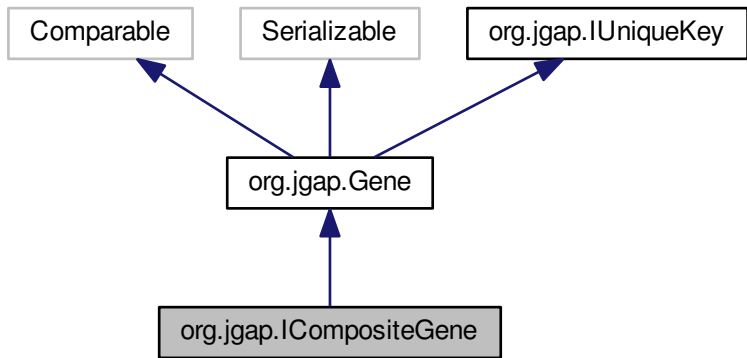 Comparable
Serializable
org.jgap.IUniqueKey
org.jgap.Gene
org.jgap.ICompositeGene